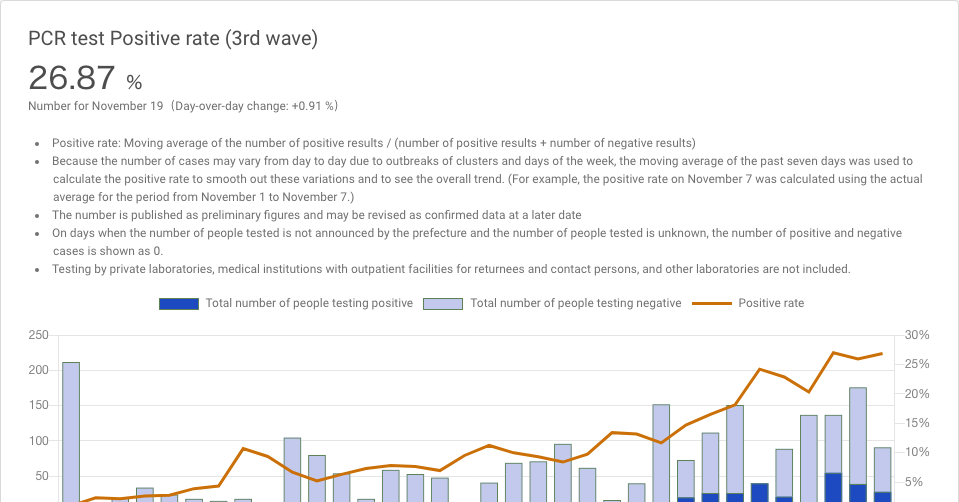 PCR test Positive rate (3rd wave)
26.87 %
Number for November 19（Day-over-day change: +0.91 %）
• Positive rate: Moving average of the number of positive results / (number of positive results + number of negative results)
• Because the number of cases may vary from day to day due to outbreaks of clusters and days of the week, the moving average of the past seven days was used to
calculate the positive rate to smooth out these variations and to see the overall trend. (For example, the positive rate on November 7 was calculated using the actual
average for the period from November 1 to November 7.)
• The number is published as preliminary figures and may be revised as confirmed data at a later date
• On days when the number of people tested is not announced by the prefecture and the number of people tested is unknown, the number of positive and negative
cases is shown as 0.
• Testing by private laboratories, medical institutions with outpatient facilities for returnees and contact persons, and other laboratories are not included.
Total number of people testing positive Total number of people testing negative Positive rate
250 30%
200 25%
20%
150
15%
100
10%
50
5%